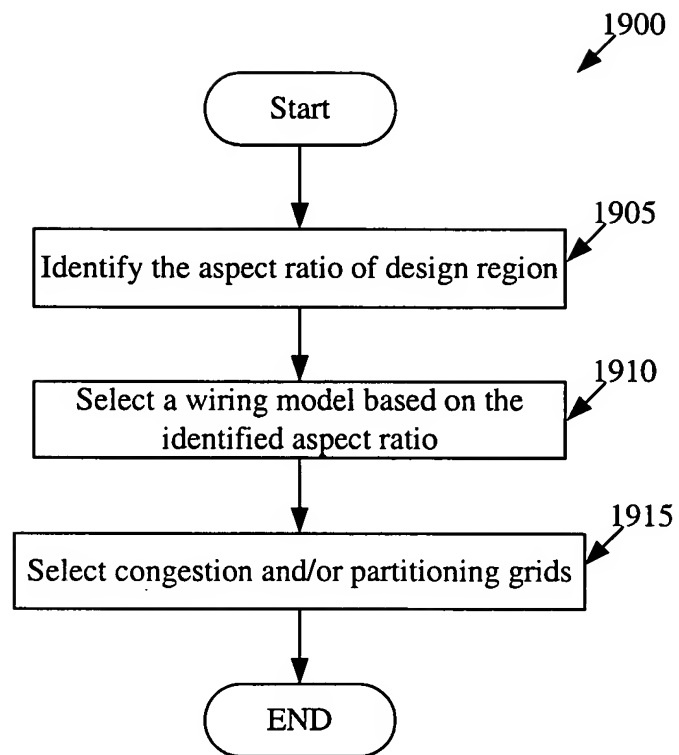 1900
Start
1905
Identify the aspect ratio of design region
1910
Select a wiring model based on the
identified aspect ratio
1915
Select congestion and/or partitioning grids
END